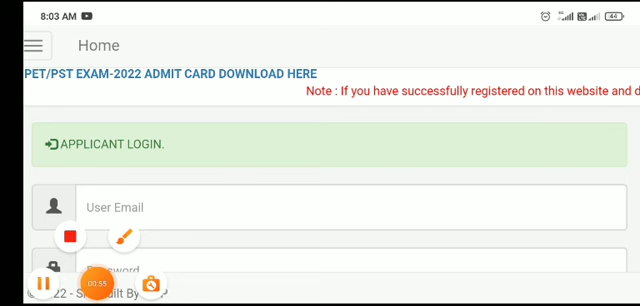 8:03 AM
44
Home
PET/PST EXAM-2022 ADMIT CARD DOWNLOAD HERE
Note : If you have successfully registered on this website and d
APPLICANT LOGIN.
User Email
00:55